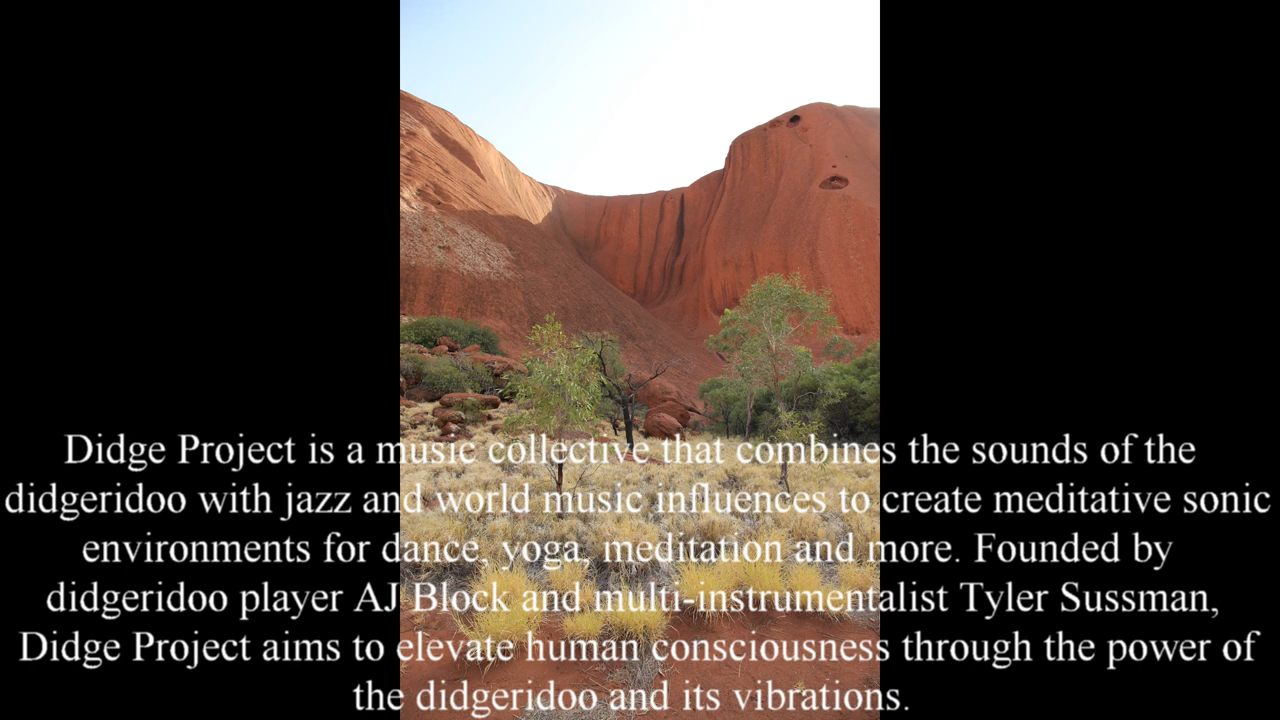 Didge Project is a music collective that combines the sounds of the
didgeridoo with jazz and world music influences to create meditative sonic
environments for dance, yoga, meditation and more. Founded by
didgeridoo player AJ Block and multi-instrumentalist Tyler Sussman,
Didge Project aims to elevate human consciousness through the power of
the didgeridoo and its vibrations.